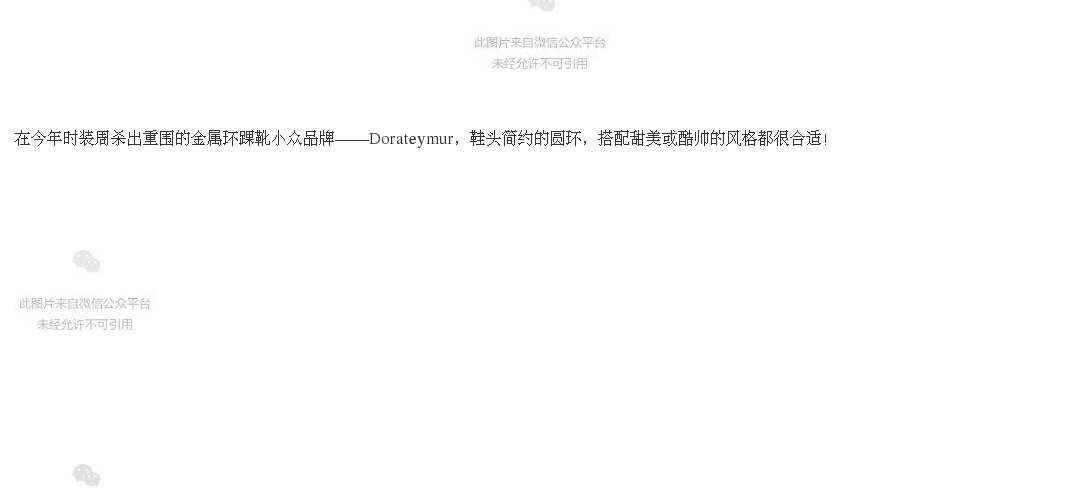 此图片来自微信公众平台
未经允许不可引用
在今年时装周杀出重围的金属环踝靴小众品牌——Dorateymur，鞋头简约的圆环，搭配甜美或酷帅的风格都很合适！
此图片来自微信公众平台
未经允许不可引用